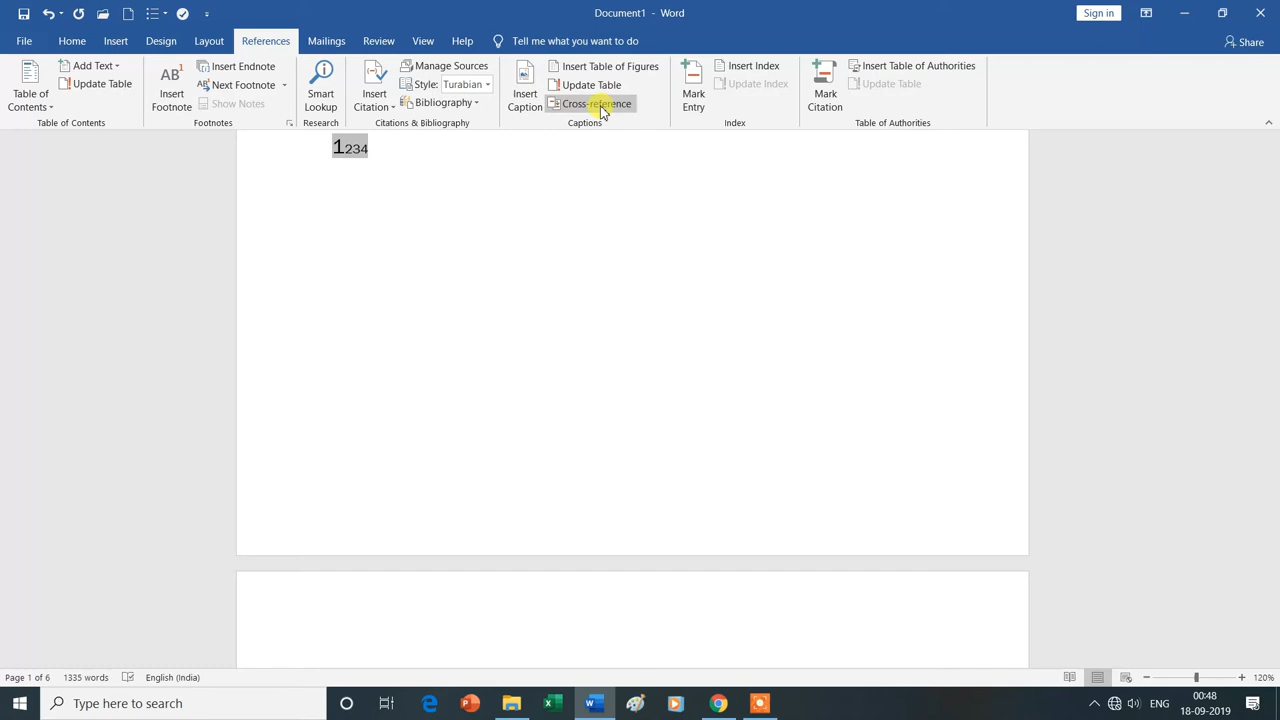 Document1 - Word
Sign in
File Home Insert Design Layout References Mailings Review View Help Tell me what you want to do Share
Table of Contents
Add Text
Update Table
Table of Contents
AB1
Insert Footnote
Insert Endnote
Next Footnote
Show Notes
Footnotes
Smart Lookup
Research
Insert Citation
Manage Sources
Style: Turabian
Bibliography
Citations & Bibliography
Insert Caption
Insert Table of Figures
Update Table
Cross-reference
Captions
Mark Entry
Insert Index
Update Index
Index
Mark Citation
Insert Table of Authorities
Update Table
Table of Authorities
1234
Page 1 of 6 1335 words English (India) 120%
Type here to search
ENG
00:48
18-09-2019